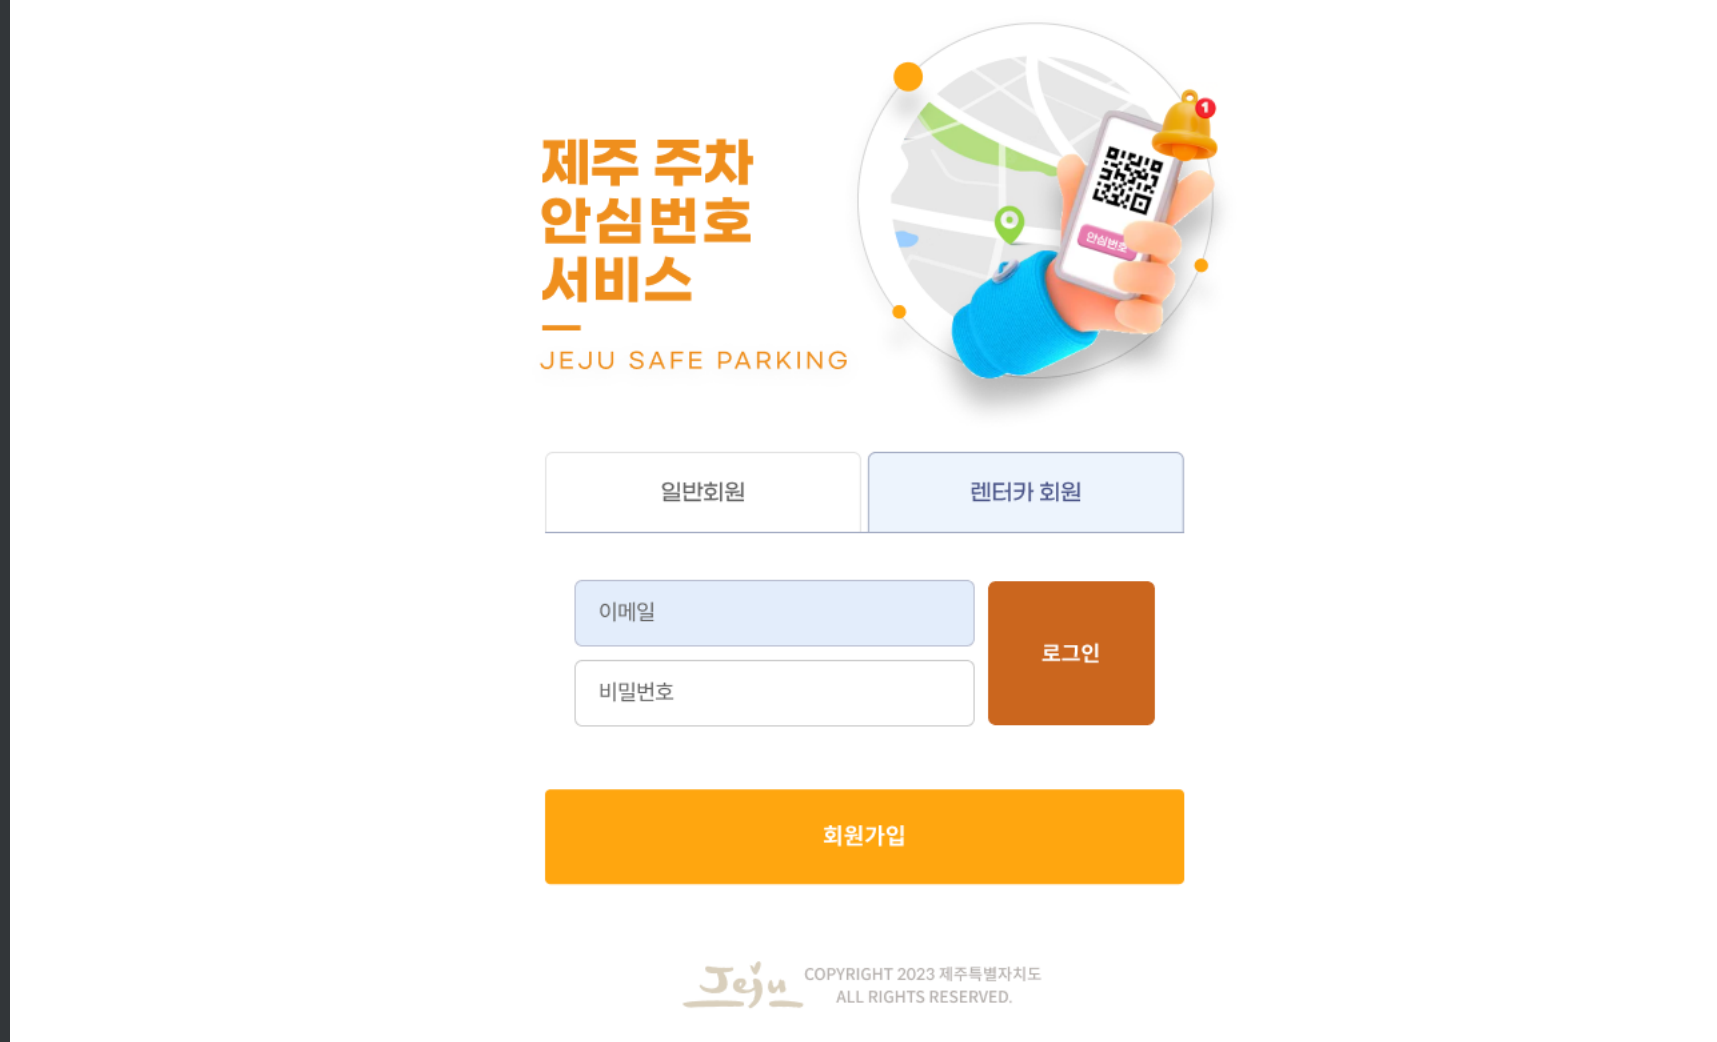 제주 주차
안심번호
서비스
JEJU SAFE PARKING
1
안심번호
일반회원
렌터카 회원
이메일
로그인
비밀번호
회원가입
Jeju
COPYRIGHT 2023 제주특별자치도
ALL RIGHTS RESERVED.